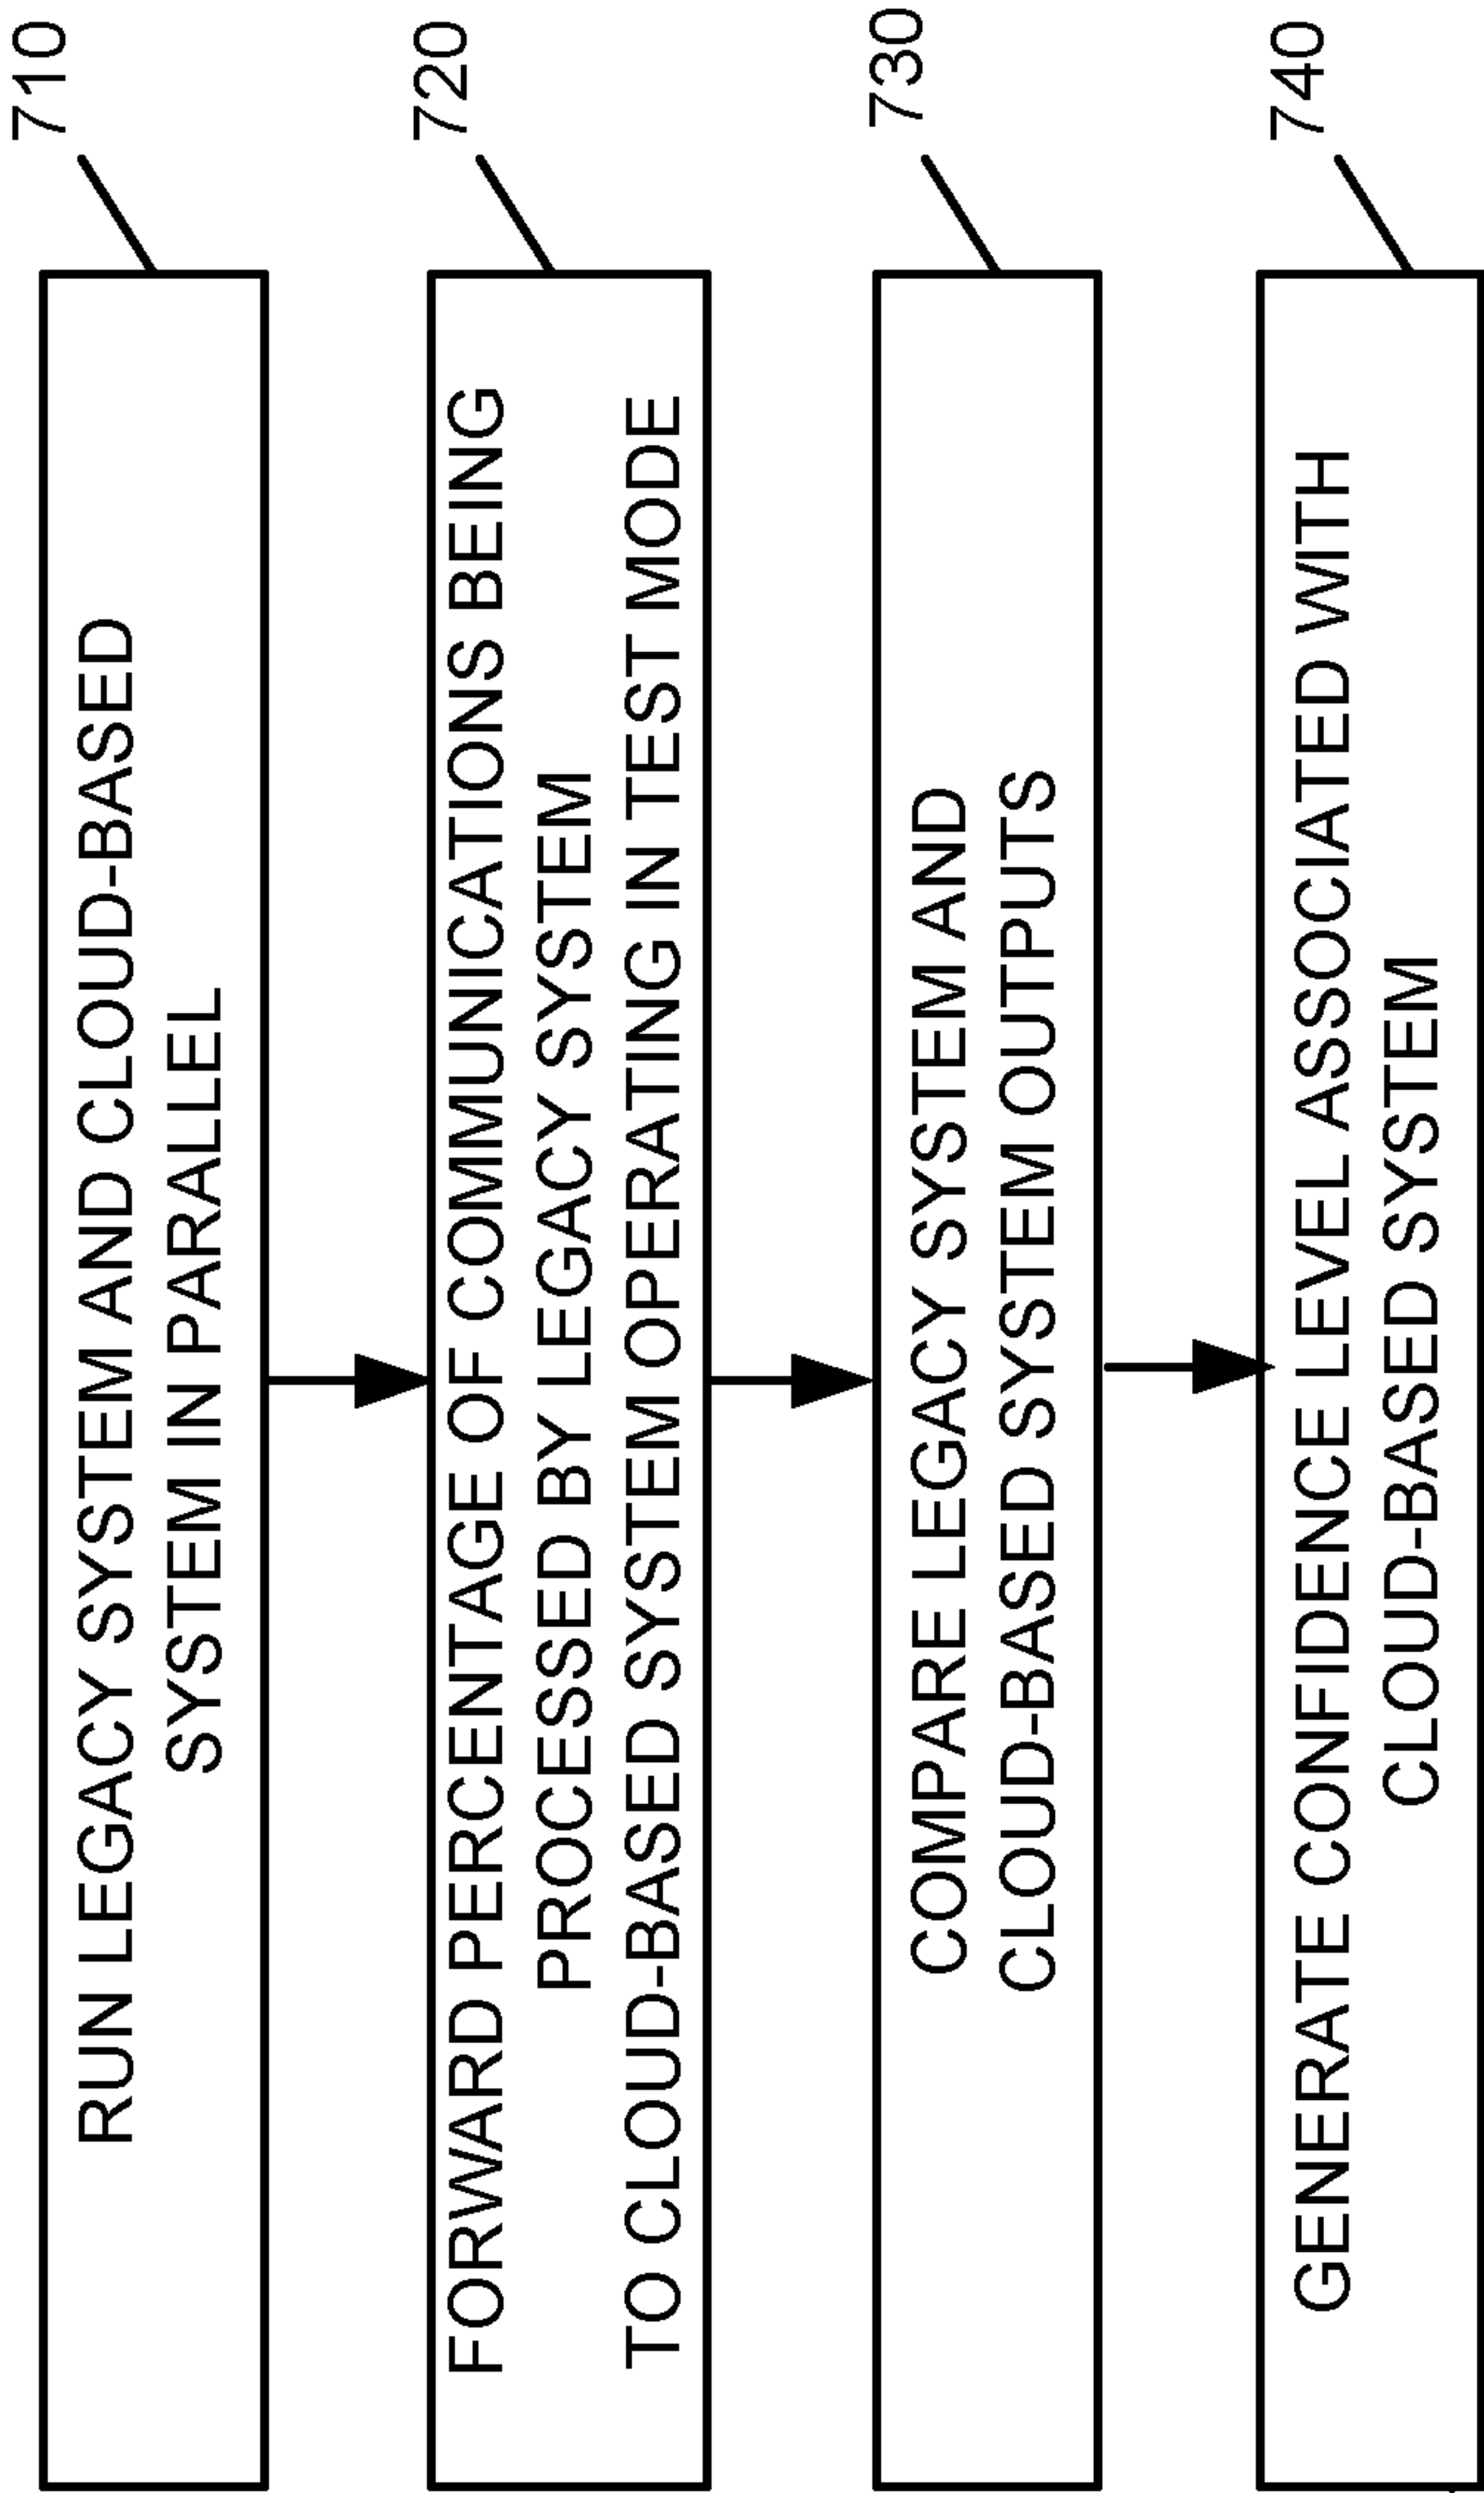 710
RUN LEGACY SYSTEM AND CLOUD-BASED
SYSTEM IN PARALLEL
720
FORWARD PERCENTAGE OF COMMUNICATIONS BEING
PROCESSED BY LEGACY SYSTEM
TO CLOUD-BASED SYSTEM OPERATING IN TEST MODE
730
COMPARE LEGACY SYSTEM AND
CLOUD-BASED SYSTEM OUTPUTS
740
GENERATE CONFIDENCE LEVEL ASSOCIATED WITH
CLOUD-BASED SYSTEM